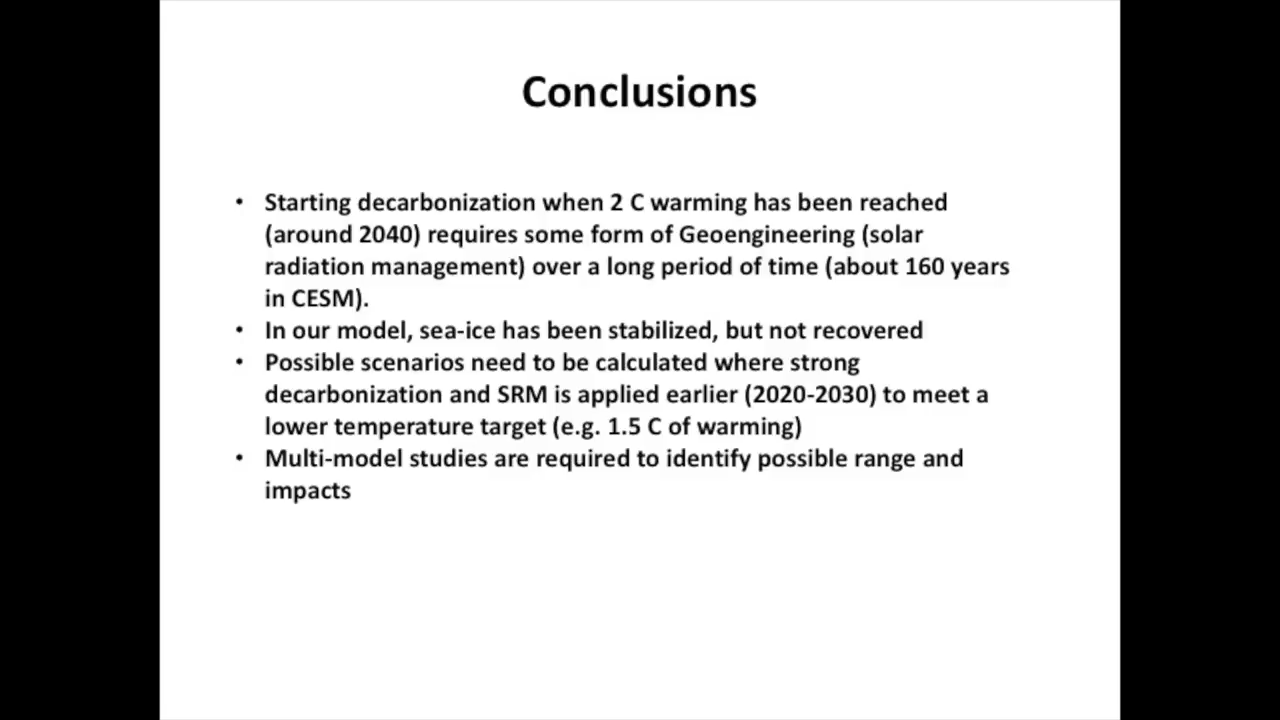 Conclusions
• Starting decarbonization when 2 C warming has been reached
(around 2040) requires some form of Geoengineering (solar
radiation management) over a long period of time (about 160 years
in CESM).
• In our model, sea-ice has been stabilized, but not recovered
• Possible scenarios need to be calculated where strong
decarbonization and SRM is applied earlier (2020-2030) to meet a
lower temperature target (e.g. 1.5 C of warming)
• Multi-model studies are required to identify possible range and
impacts